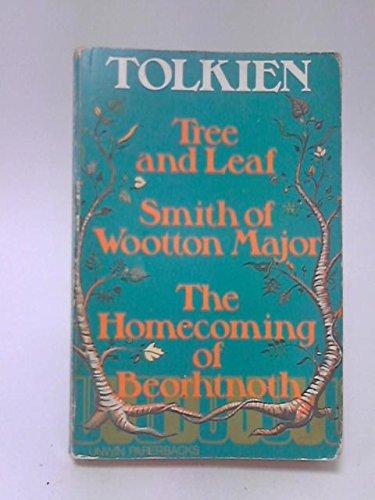 TOLKIEN
Tree
and Leaf
Smith of
Wootton Major
The
Homecoming
of
Beorhtnoth
UNWIN PAPERBACKS